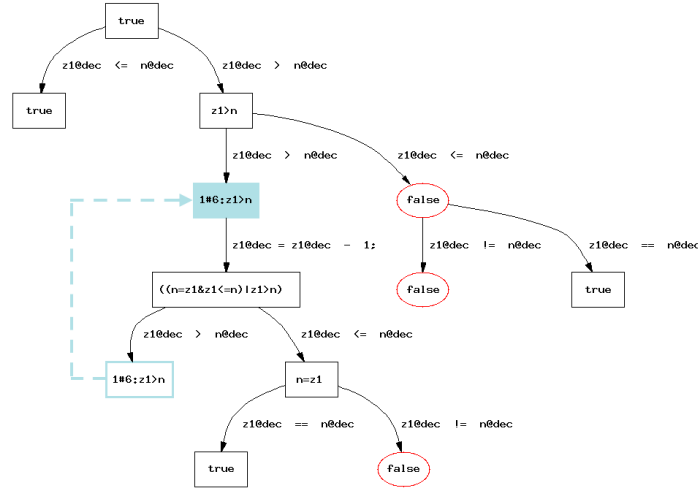 true
z1@dec <= n@dec
z1@dec > n@dec
true
z1>n
z1@dec > n@dec
z1@dec <= n@dec
1#6:z1>n
false
z1@dec = z1@dec - 1;
z1@dec != n@dec
z1@dec == n@dec
((n=z1&z1<=n)|z1>n)
false
true
z1@dec > n@dec
z1@dec <= n@dec
1#6:z1>n
n=z1
z1@dec == n@dec
z1@dec != n@dec
true
false